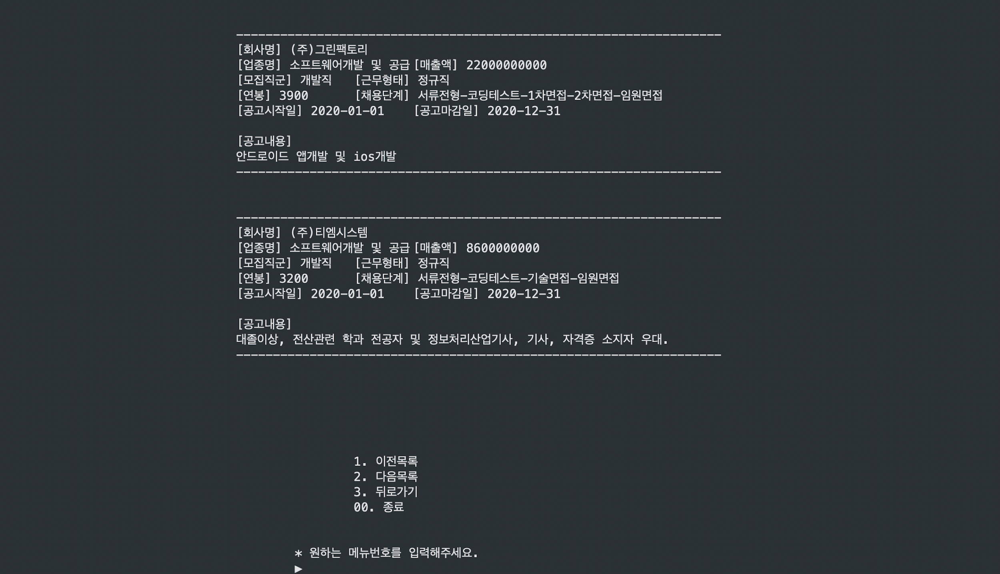 ------------------------------------------------------------------
[회사명] (주)그린팩토리
[업종명] 소프트웨어개발 및 공급 [매출액] 22000000000
[모집직군] 개발직 [근무형태] 정규직
[연봉] 3900 [채용단계] 서류전형-코딩테스트-1차면접-2차면접-임원면접
[공고시작일] 2020-01-01 [공고마감일] 2020-12-31
[공고내용]
안드로이드 앱개발 및 ios개발
------------------------------------------------------------------
------------------------------------------------------------------
[회사명] (주)티엠시스템
[업종명] 소프트웨어개발 및 공급 [매출액] 8600000000
[모집직군] 개발직 [근무형태] 정규직
[연봉] 3200 [채용단계] 서류전형-코딩테스트-기술면접-임원면접
[공고시작일] 2020-01-01 [공고마감일] 2020-12-31
[공고내용]
대졸이상, 전산관련 학과 전공자 및 정보처리산업기사, 기사, 자격증 소지자 우대.
------------------------------------------------------------------
1. 이전목록
2. 다음목록
3. 뒤로가기
00. 종료
* 원하는 메뉴번호를 입력해주세요.
▶